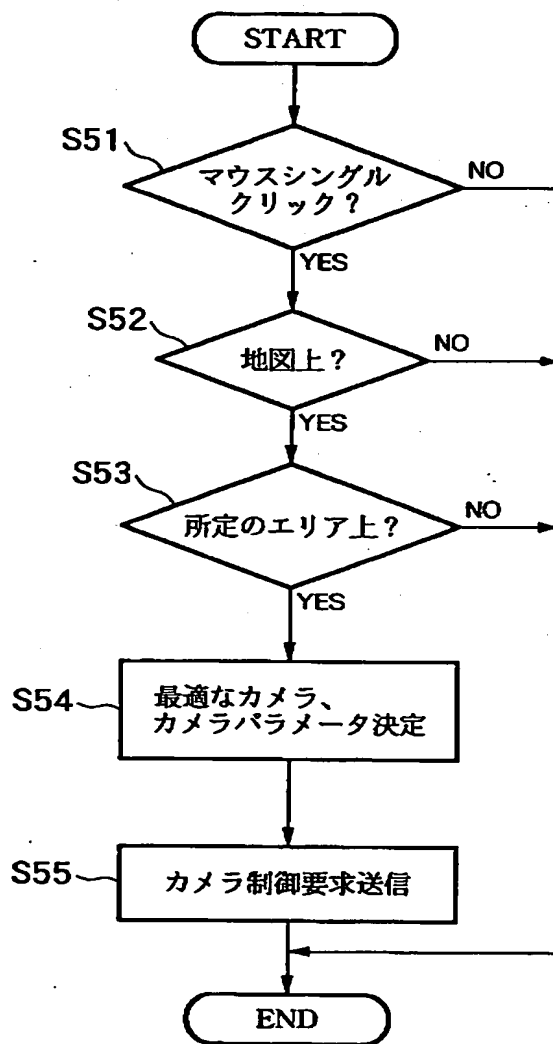 START
S51
マウスシングル
クリック？
NO
YES
S52
地図上？
NO
YES
S53
所定のエリア上？
NO
YES
S54
最適なカメラ、
カメラパラメータ決定
S55
カメラ制御要求送信
END